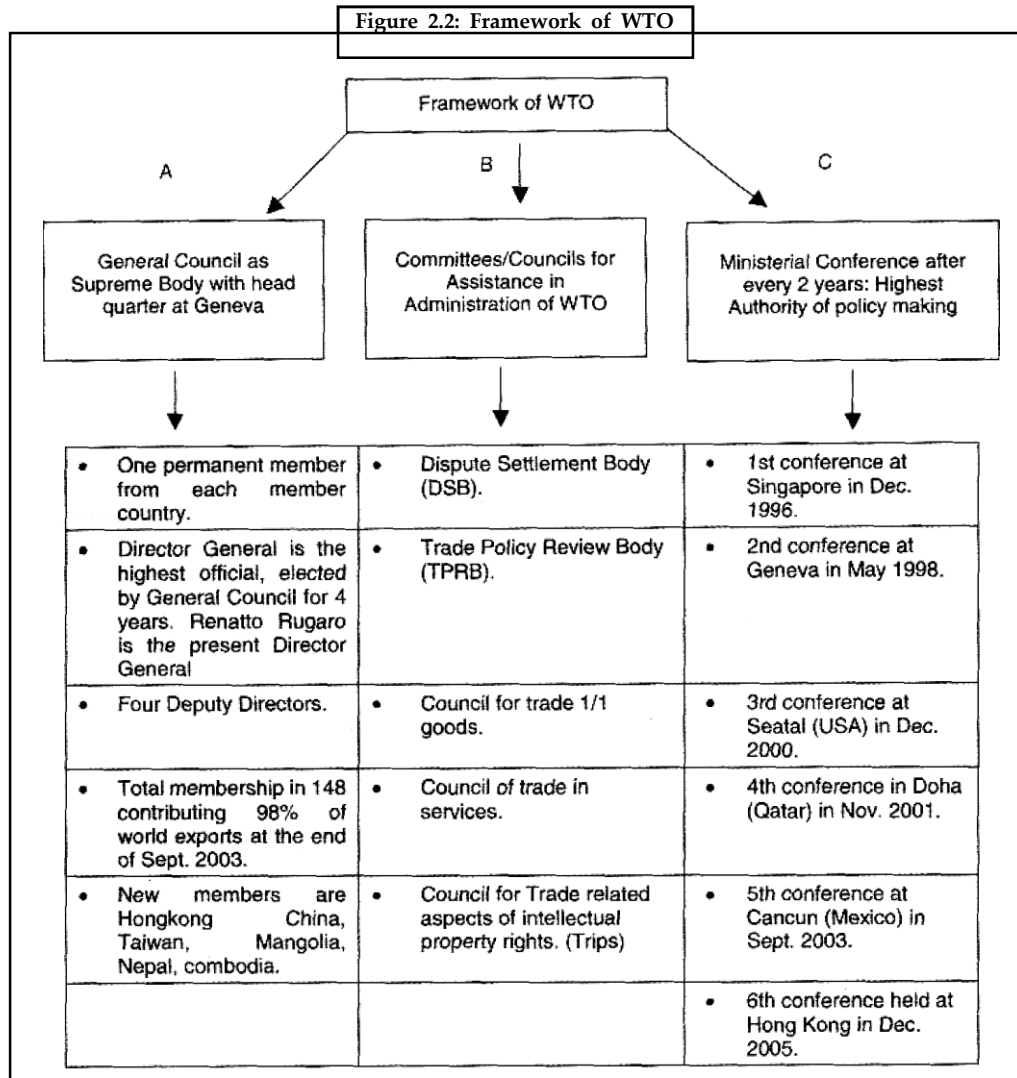 Figure 2.2: Framework of WTO
Framework of WTO
A
B
C
General Council as
Supreme Body with head
quarter at Geneva
Committees/Councils for
Assistance in
Administration of WTO
Ministerial Conference after
every 2 years: Highest
Authority of policy making
• One permanent member
from each member
country.
• Dispute Settlement Body
(DSB).
• 1st conference at
Singapore in Dec.
1996.
• Director General is the
highest official, elected
by General Council for 4
years. Renatto Rugaro
is the present Director
General
• Trade Policy Review Body
(TPRB).
• 2nd conference at
Geneva in May 1998.
• Four Deputy Directors.
• Council for trade 1/1
goods.
• 3rd conference at
Seatal (USA) in Dec.
2000.
• Total membership in 148
contributing 98% of
world exports at the end
of Sept. 2003.
• Council of trade in
services.
• 4th conference in Doha
(Qatar) in Nov. 2001.
• New members are
Hongkong China,
Taiwan, Mangolia,
Nepal, combodia.
• Council for Trade related
aspects of intellectual
property rights. (Trips)
• 5th conference at
Cancun (Mexico) in
Sept. 2003.
• 6th conference held at
Hong Kong in Dec.
2005.